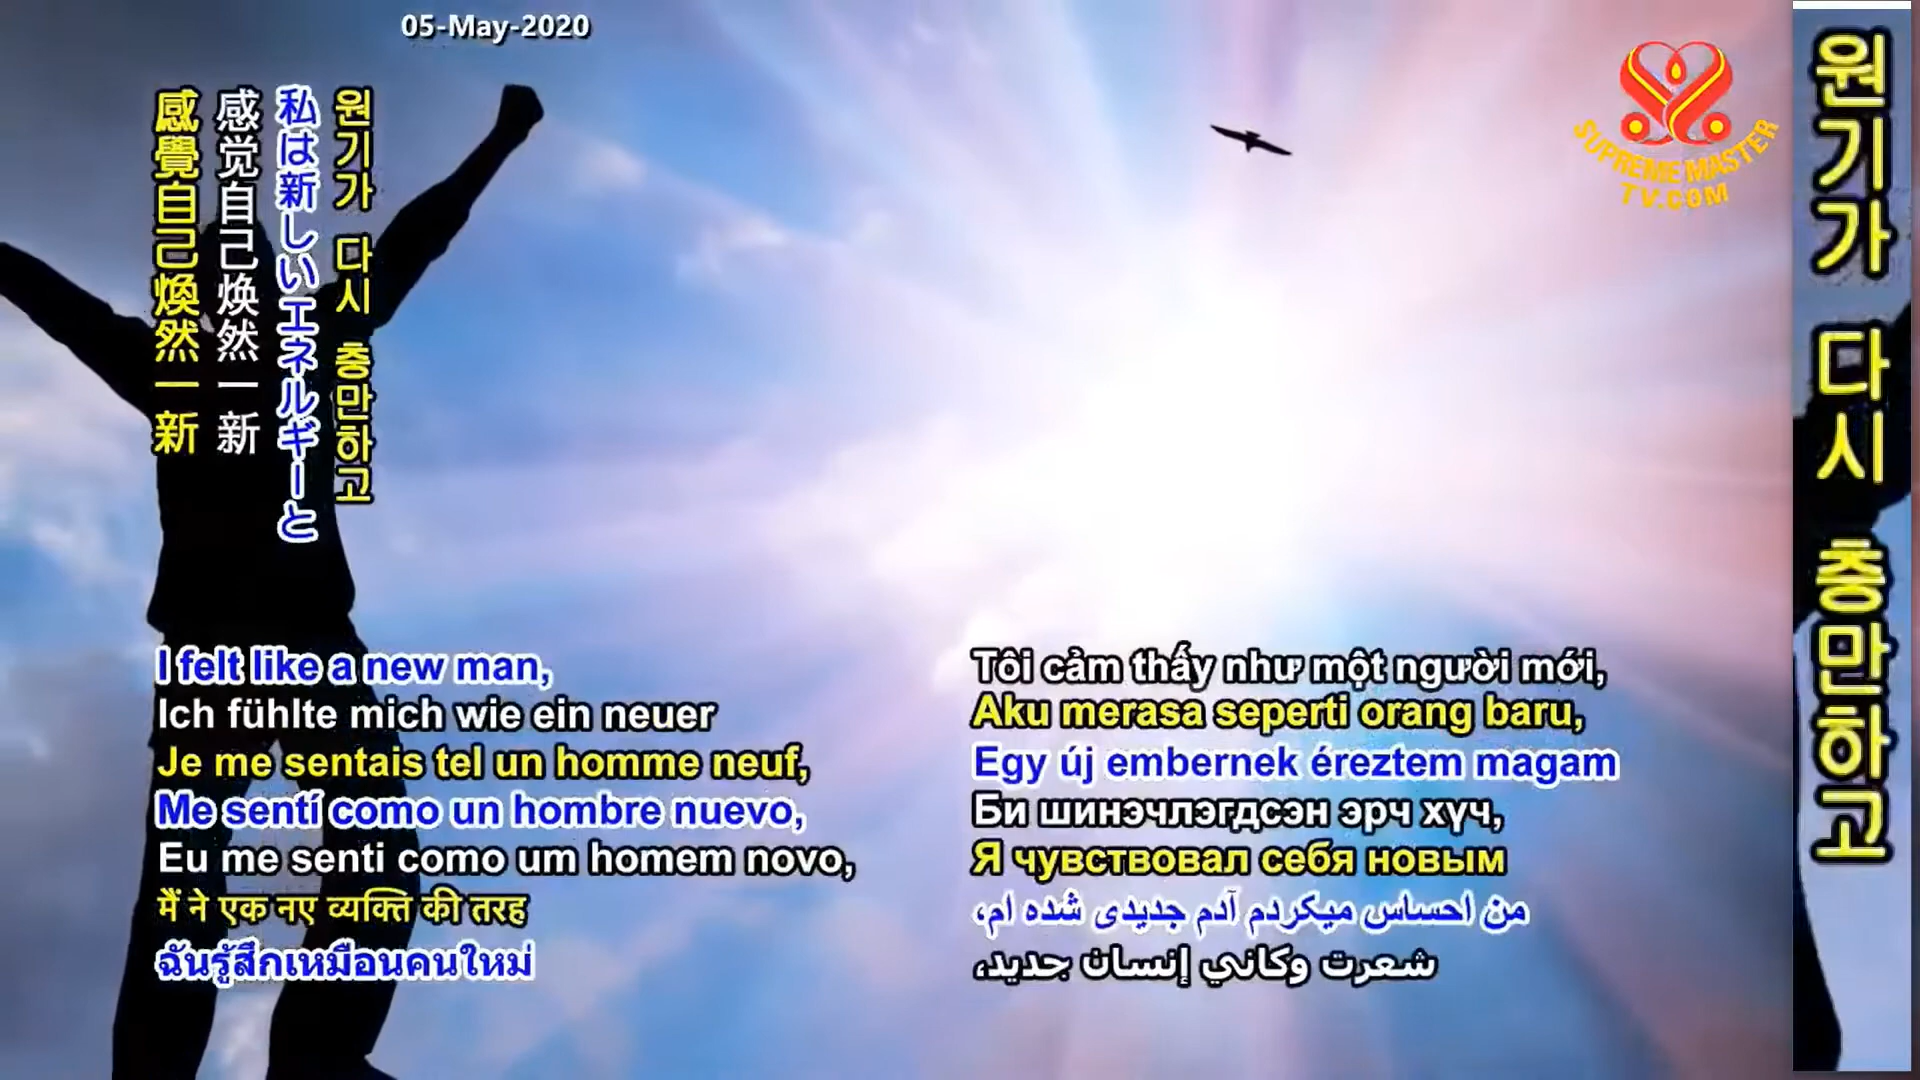 05-May-2020
SUPREME MASTER
TV.COM
원기가 다시 충만하고
私は新しいエネルギーと
感觉自己焕然一新
感覺自己煥然一新
I felt like a new man,
Ich fühlte mich wie ein neuer
Je me sentais tel un homme neuf,
Me sentí como un hombre nuevo,
Eu me senti como um homem novo,
मैं ने एक नए व्यक्ति की तरह
ฉันรู้สึกเหมือนคนใหม่
Tôi cảm thấy như một người mới,
Aku merasa seperti orang baru,
Egy új embernek éreztem magam
Би шинэчлэгдсэн эрч хүч,
Я чувствовал себя новым
من احساس میکردم آدم جدیدی شده ام،
شعرت وكاني إنسان جديد،
원기가 다시 충만하고